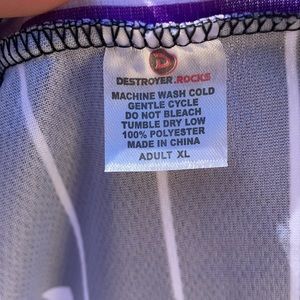 D
DESTROYER.ROCKS
MACHINE WASH COLD
GENTLE CYCLE
DO NOT BLEACH
TUMBLE DRY LOW
100% POLYESTER
MADE IN CHINA
ADULT XL